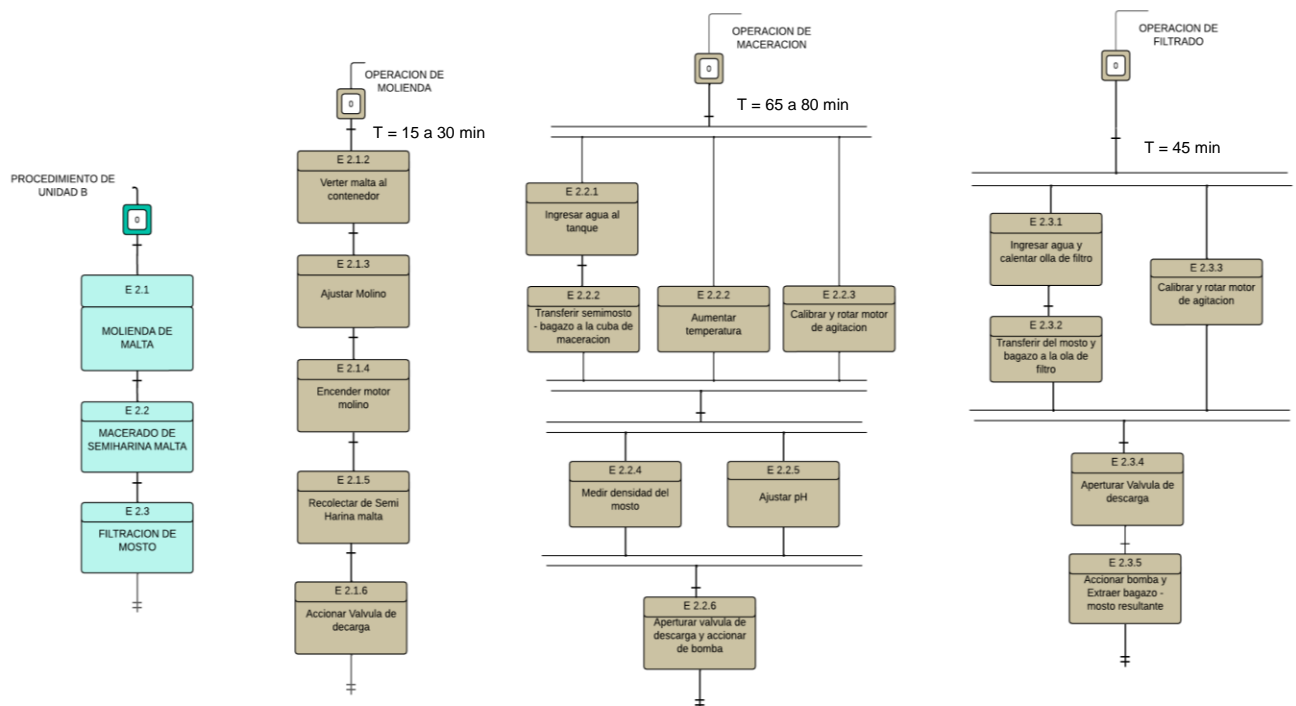 PROCEDIMIENTO DE
UNIDAD B
0
E 2.1
MOLIENDA DE
MALTA
E 2.2
MACERADO DE
SEMIHARINA MALTA
E 2.3
FILTRACION DE
MOSTO
OPERACION DE
MOLIENDA
0
T = 15 a 30 min
E 2.1.2
Verter malta al
contenedor
E 2.1.3
Ajustar Molino
E 2.1.4
Encender motor
molino
E 2.1.5
Recolectar de Semi
Harina malta
E 2.1.6
Accionar Valvula de
decarga
OPERACION DE
MACERACION
0
T = 65 a 80 min
E 2.2.1
Ingresar agua al
tanque
E 2.2.2
Transferir semimosto
- bagazo a la cuba de
maceracion
E 2.2.2
Aumentar
temperatura
E 2.2.3
Calibrar y rotar motor
de agitacion
E 2.2.4
Medir densidad del
mosto
E 2.2.5
Ajustar pH
E 2.2.6
Aperturar valvula de
descarga y accionar
de bomba
OPERACION DE
FILTRADO
0
T = 45 min
E 2.3.1
Ingresar agua y
calentar olla de filtro
E 2.3.2
Transferir del mosto y
bagazo a la ola de
filtro
E 2.3.3
Calibrar y rotar motor
de agitacion
E 2.3.4
Aperturar Valvula de
descarga
E 2.3.5
Accionar bomba y
Extraer bagazo -
mosto resultante